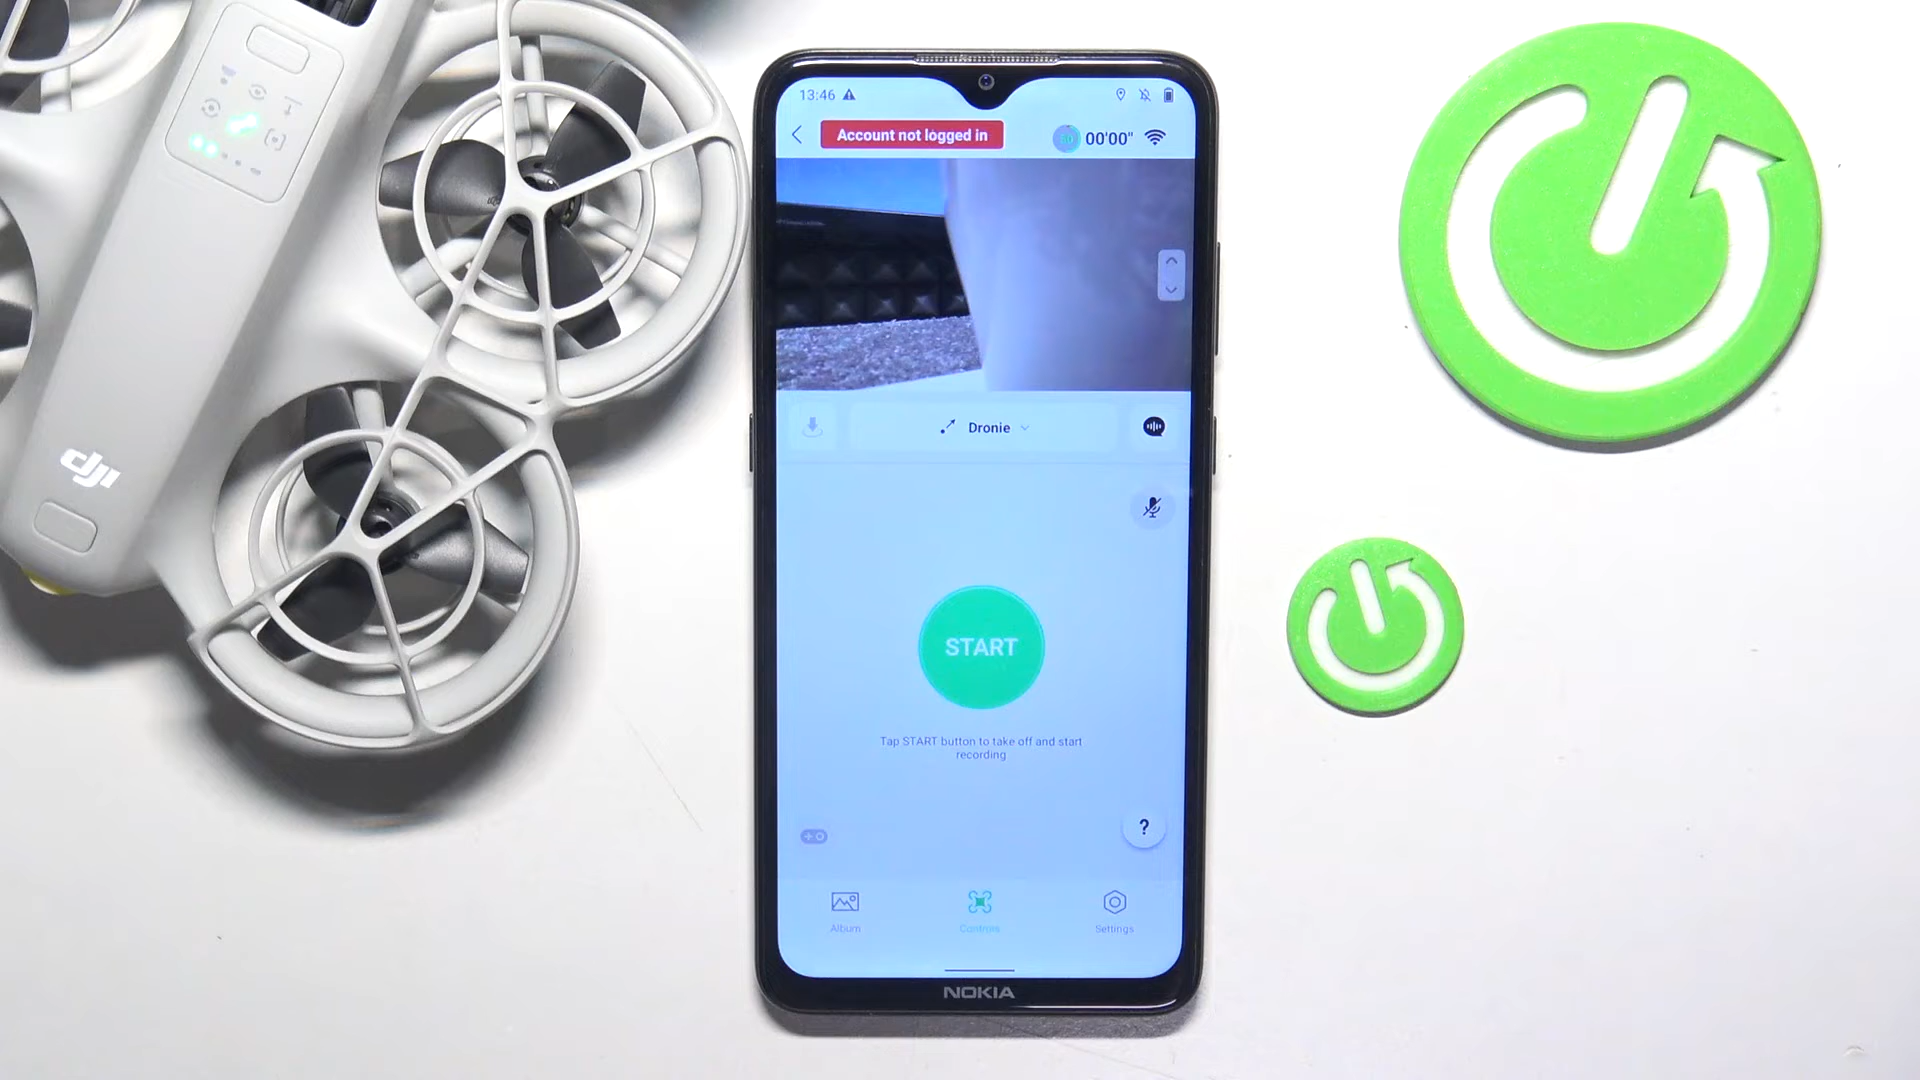 13:46
Account not logged in
00'00"
Dronie
START
Tap START button to take off and start
recording
?
Album
Controls
Settings
NOKIA
dji